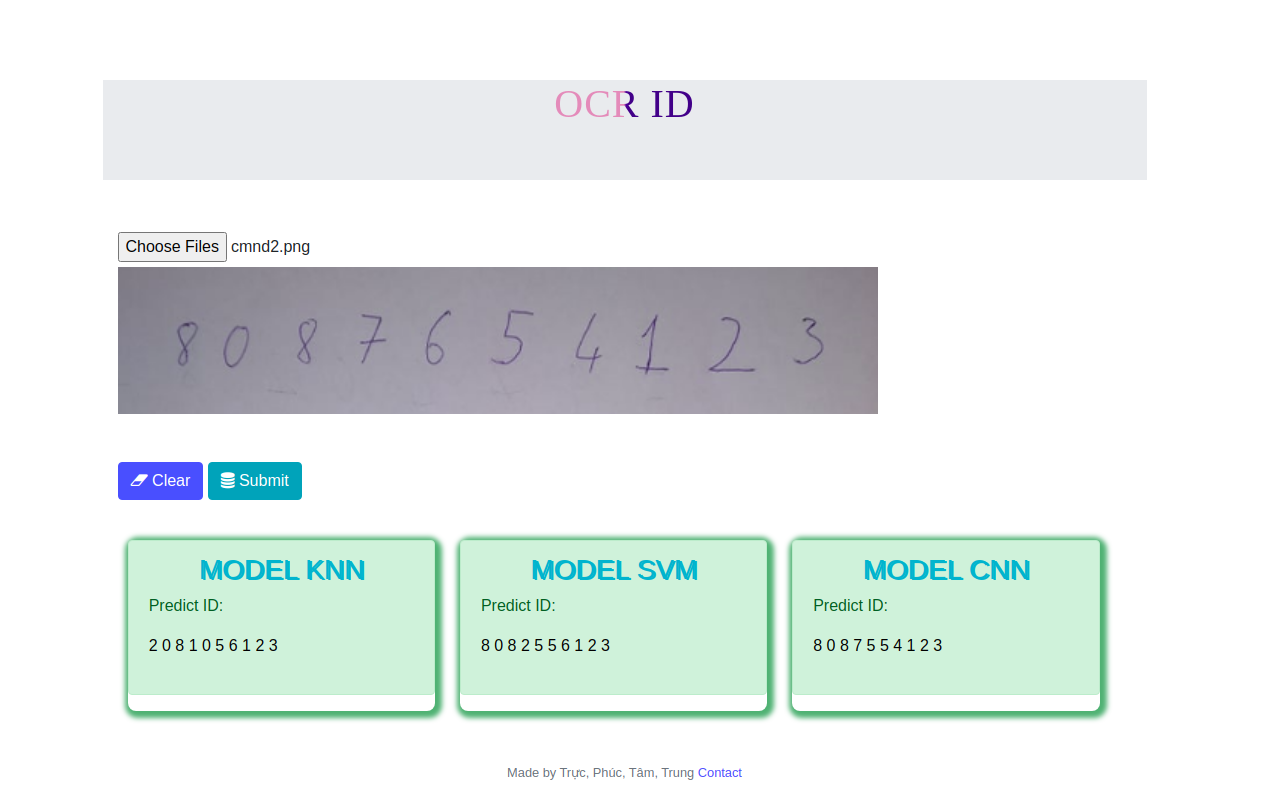 OCR ID
Choose Files cmnd2.png
8 0 8 7 6 5 4 1 2 3
Clear Submit
MODEL KNN
Predict ID:
2 0 8 1 0 5 6 1 2 3
MODEL SVM
Predict ID:
8 0 8 2 5 5 6 1 2 3
MODEL CNN
Predict ID:
8 0 8 7 5 5 4 1 2 3
Made by Trực, Phúc, Tâm, Trung Contact